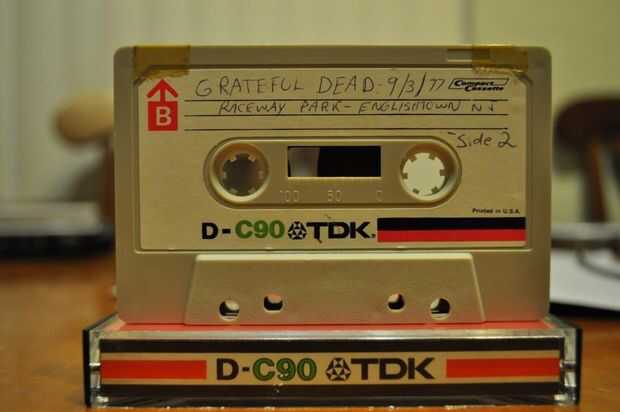 GRATEFUL DEAD - 9/3/77 Compact Cassette
RACEWAY PARK - ENGLISHTOWN NJ
B
Side 2
100 50 0
Printed in U.S.A.
D-C90 TDK.
D-C90 TDK